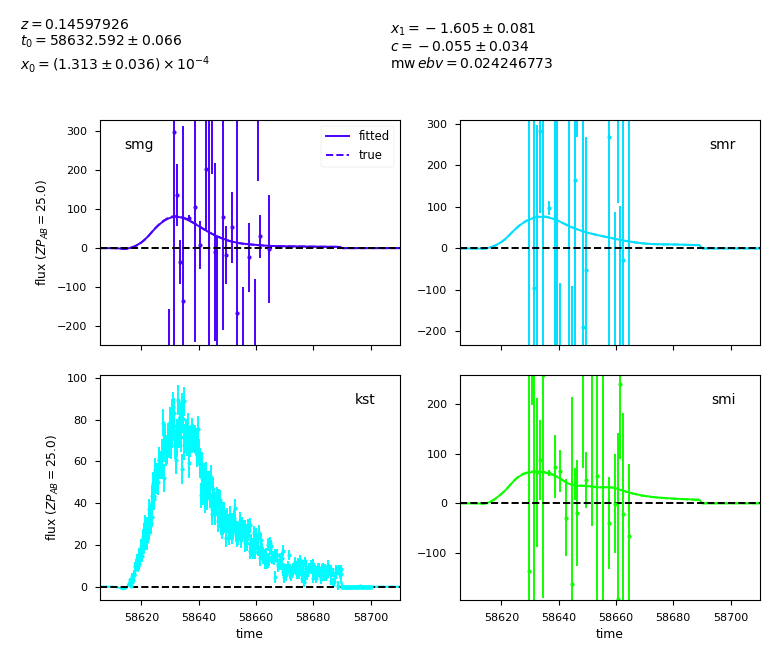 z = 0.14597926
t₀ = 58632.592 ± 0.066
x₀ = (1.313 ± 0.036) × 10⁻⁴
x₁ = −1.605 ± 0.081
c = −0.055 ± 0.034
mw ebv = 0.024246773
smg
fitted
true
300
200
100
0
−100
−200
flux (ZP_AB = 25.0)
smr
300
200
100
0
−100
−200
kst
100
80
60
40
20
0
flux (ZP_AB = 25.0)
58620 58640 58660 58680 58700
time
smi
200
100
0
−100
58620 58640 58660 58680 58700
time